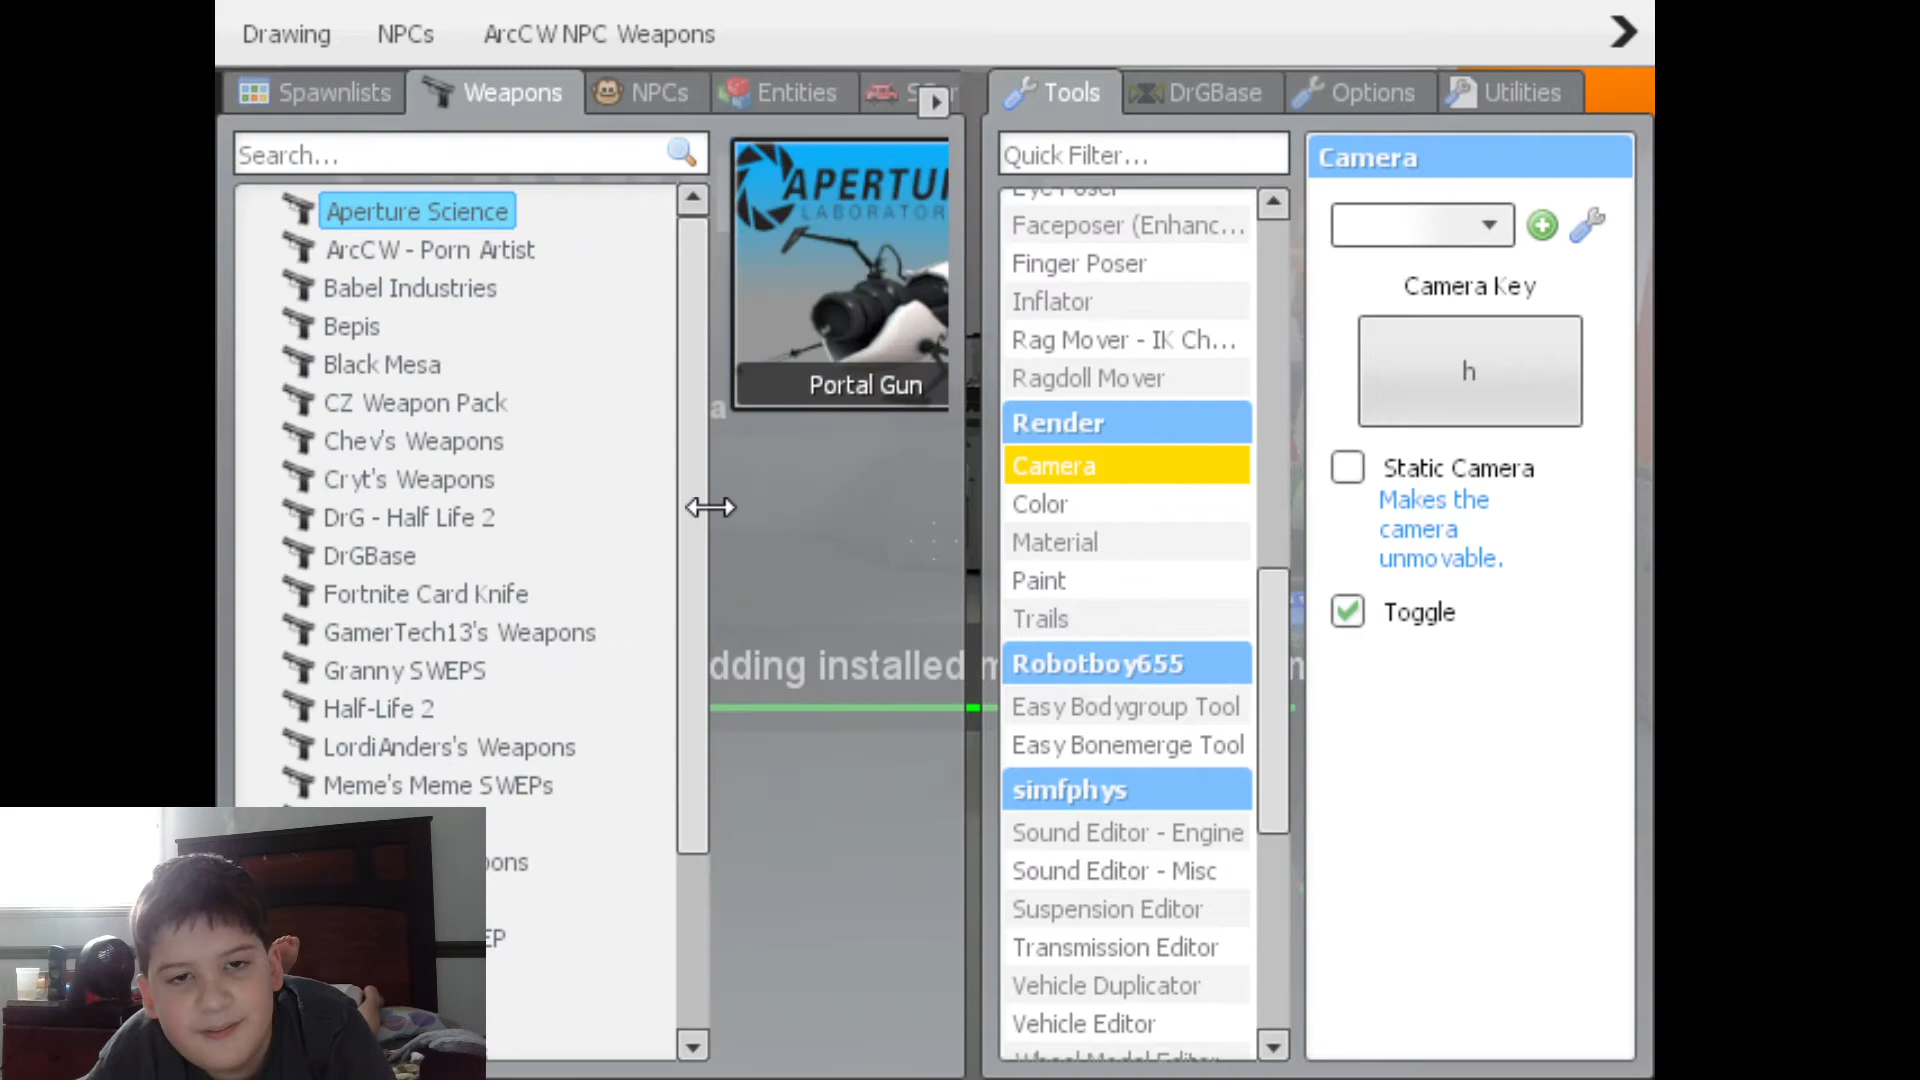 Drawing NPCs ArcCW NPC Weapons
Spawnlists Weapons NPCs Entities
Search...
Aperture Science
ArcCW - Porn Artist
Babel Industries
Bepis
Black Mesa
CZ Weapon Pack
Chev's Weapons
Cryt's Weapons
DrG - Half Life 2
DrGBase
Fortnite Card Knife
GamerTech13's Weapons
Granny SWEPS
Half-Life 2
LordiAnders's Weapons
Meme's Meme SWEPs
ons
EP
APERTU
LABORATOR
Portal Gun
a
dding installed m
Tools DrGBase Options Utilities
Quick Filter...
Eye Poser
Faceposer (Enhanc...
Finger Poser
Inflator
Rag Mover - IK Ch...
Ragdoll Mover
Render
Camera
Color
Material
Paint
Trails
Robotboy655
Easy Bodygroup Tool
Easy Bonemerge Tool
simfphys
Sound Editor - Engine
Sound Editor - Misc
Suspension Editor
Transmission Editor
Vehicle Duplicator
Vehicle Editor
Wheel Model Editor
Camera
Camera Key
h
Static Camera
Makes the
camera
unmovable.
Toggle